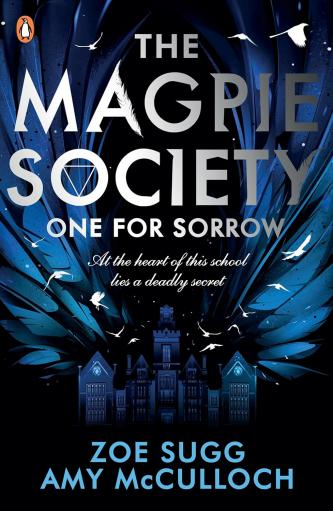 THE
MAGPIE
SOCIETY
ONE FOR SORROW
At the heart of this school
lies a deadly secret
ZOE SUGG
AMY McCULLOCH